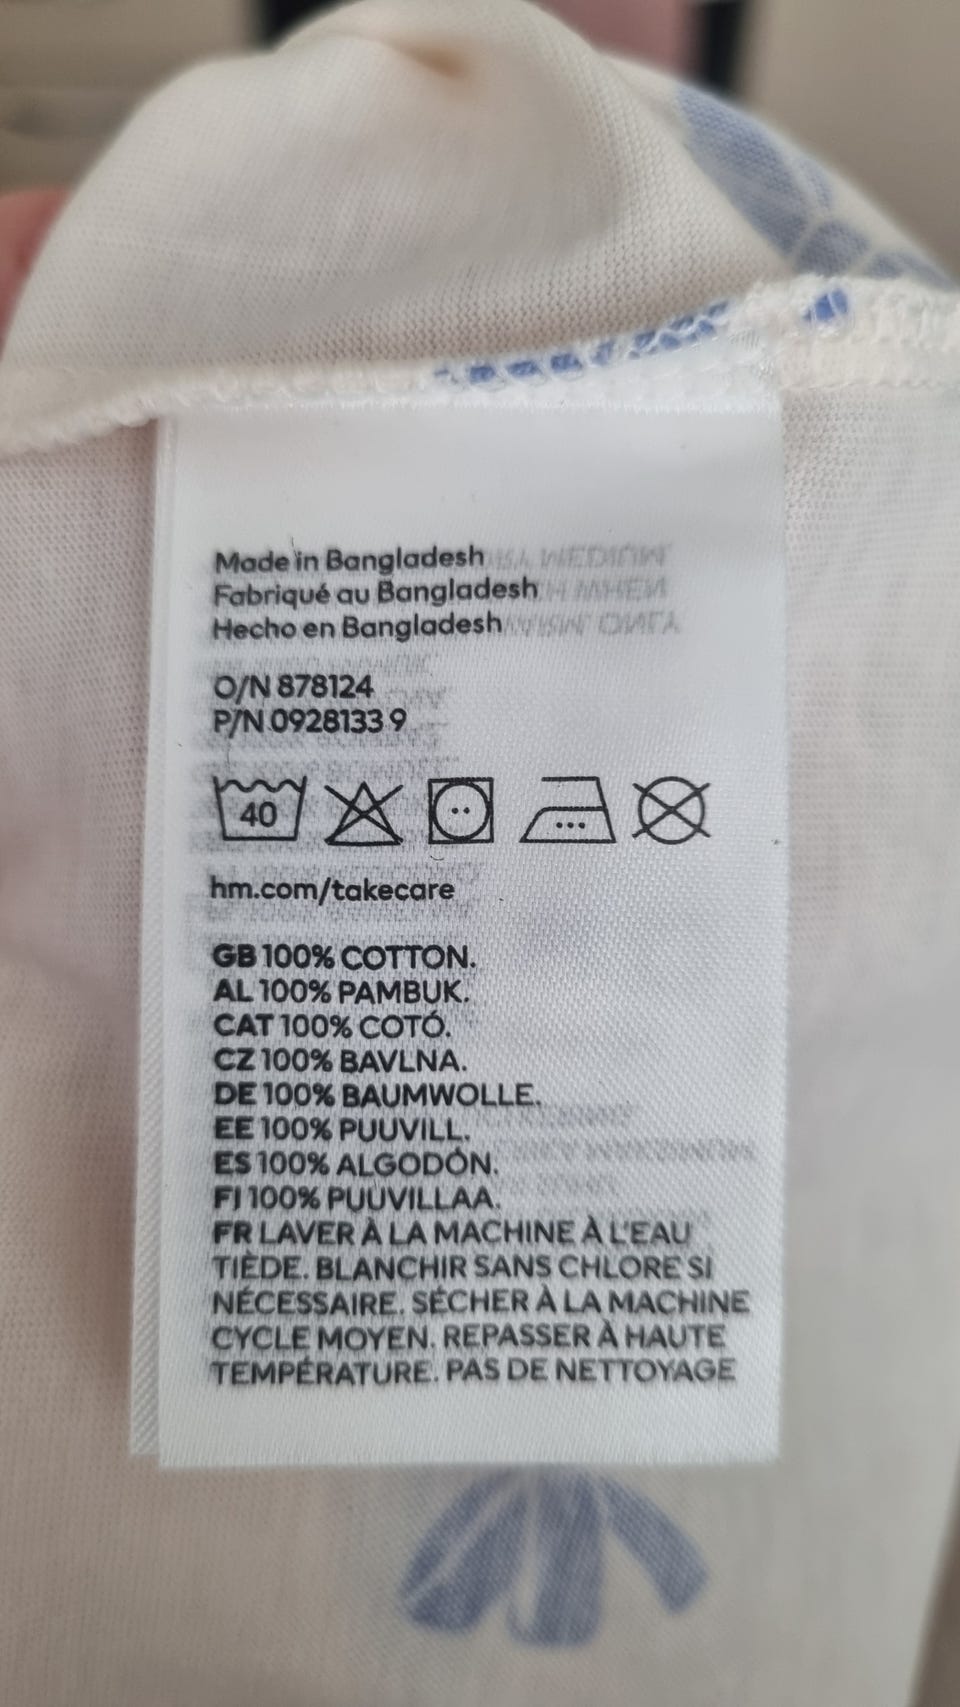 Made in Bangladesh
Fabriqué au Bangladesh
Hecho en Bangladesh
O/N 878124
P/N 0928133 9
40
hm.com/takecare
GB 100% COTTON.
AL 100% PAMBUK.
CAT 100% COTÓ.
CZ 100% BAVLNA.
DE 100% BAUMWOLLE.
EE 100% PUUVILL.
ES 100% ALGODÓN.
FI 100% PUUVILLAA.
FR LAVER À LA MACHINE À L'EAU
TIÈDE. BLANCHIR SANS CHLORE SI
NÉCESSAIRE. SÉCHER À LA MACHINE
CYCLE MOYEN. REPASSER À HAUTE
TEMPÉRATURE. PAS DE NETTOYAGE